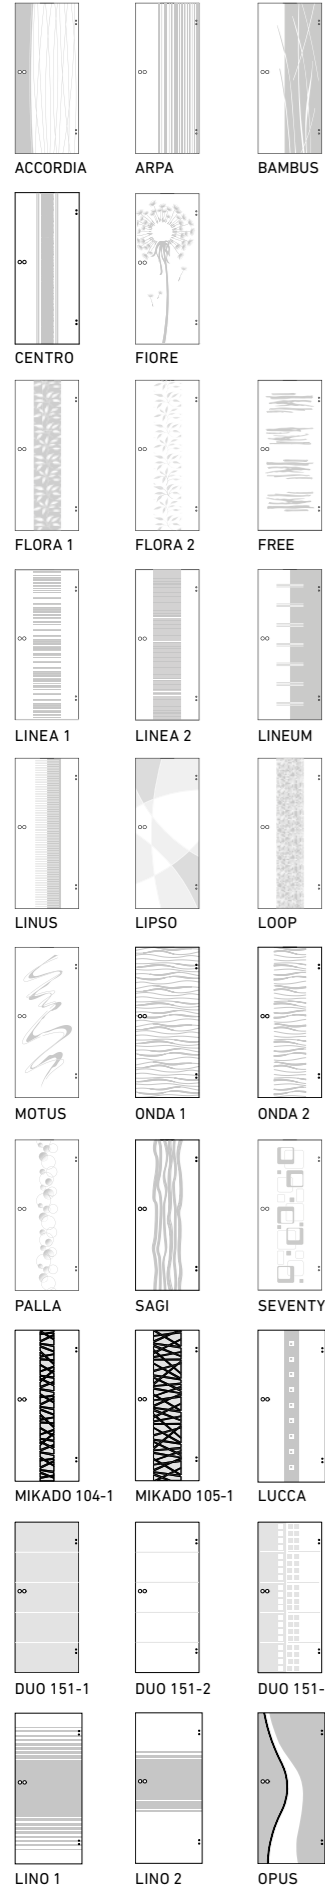 ACCORDIA ARPA BAMBUS
CENTRO FIORE
FLORA 1 FLORA 2 FREE
LINEA 1 LINEA 2 LINEUM
LINUS LIPSO LOOP
MOTUS ONDA 1 ONDA 2
PALLA SAGI SEVENTY
MIKADO 104-1 MIKADO 105-1 LUCCA
DUO 151-1 DUO 151-2 DUO 151-
LINO 1 LINO 2 OPUS